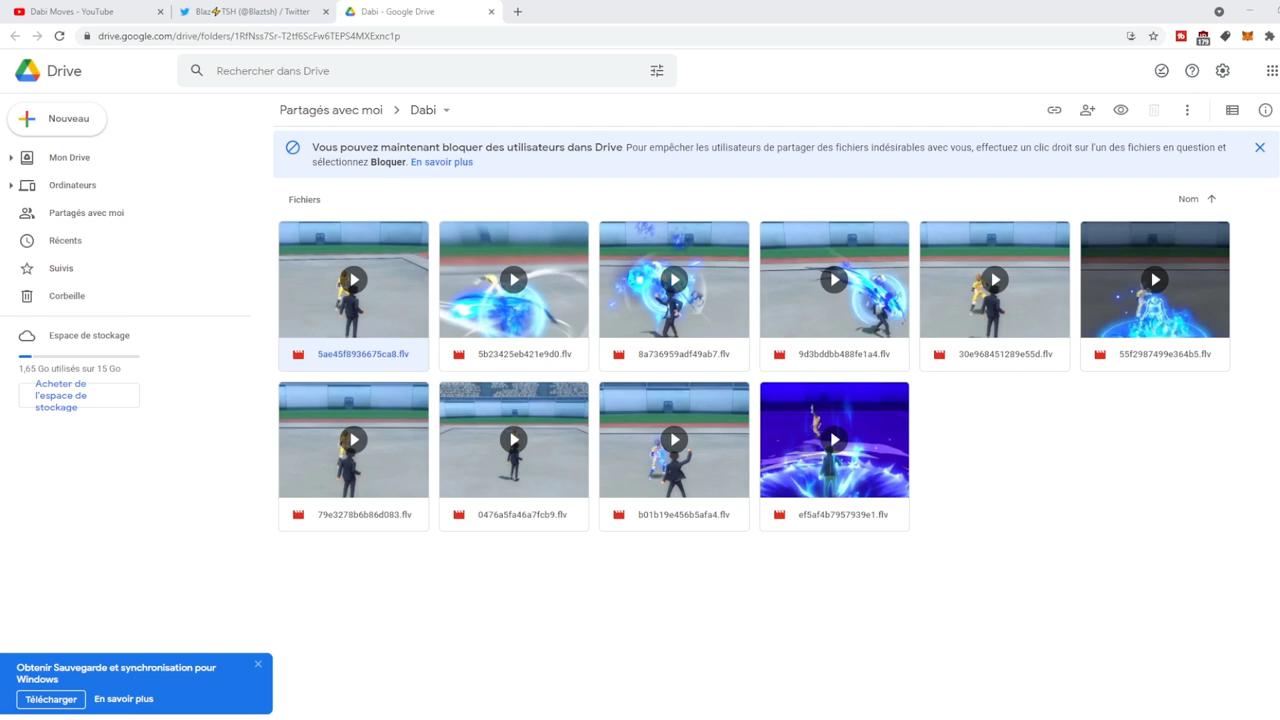 Dabi Moves - YouTube
Blaz⚡TSH (@Blaztsh) / Twitter
Dabi - Google Drive
drive.google.com/drive/folders/1RfNss7Sr-T2tf6ScFw6TEPS4MXExnc1p
179
Drive
Rechercher dans Drive
Nouveau
Partagés avec moi > Dabi
Vous pouvez maintenant bloquer des utilisateurs dans Drive Pour empêcher les utilisateurs de partager des fichiers indésirables avec vous, effectuez un clic droit sur l'un des fichiers en question et
sélectionnez Bloquer. En savoir plus
Mon Drive
Ordinateurs
Partagés avec moi
Récents
Suivis
Corbeille
Espace de stockage
1,65 Go utilisés sur 15 Go
Acheter de
l'espace de
stockage
Fichiers
Nom
5ae45f8936675ca8.flv
5b23425eb421e9d0.flv
8a736959adf49ab7.flv
9d3bddbb488fe1a4.flv
30e968451289e55d.flv
55f2987499e364b5.flv
79e3278b6b86d083.flv
0476a5fa46a7fcb9.flv
b01b19e456b5afa4.flv
ef5af4b7957939e1.flv
Obtenir Sauvegarde et synchronisation pour
Windows
Télécharger
En savoir plus